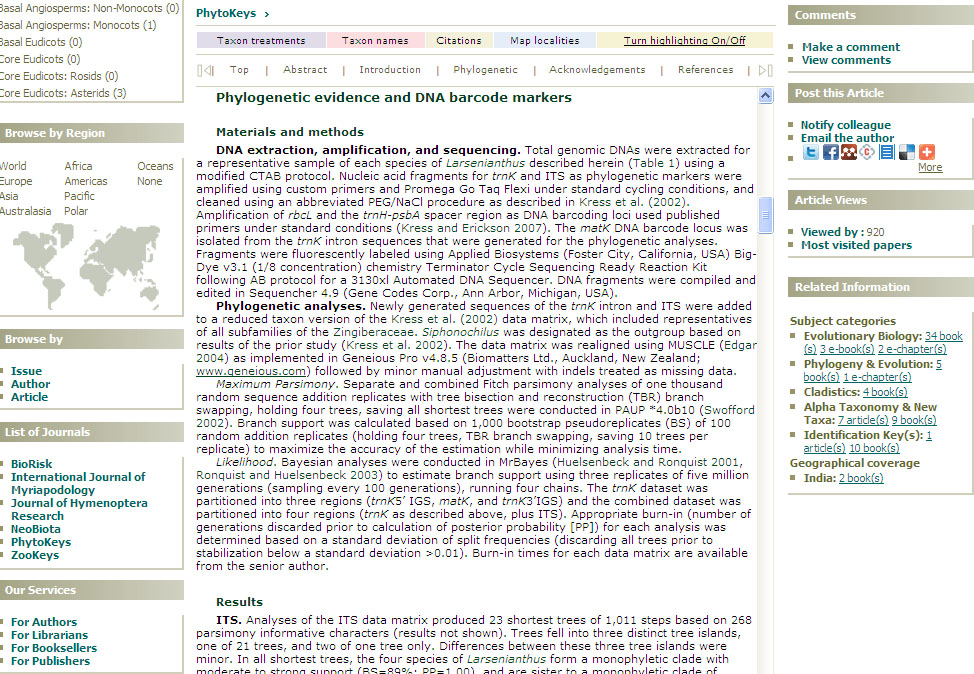 Basal Angiosperms: Non-Monocots (0)
Basal Angiosperms: Monocots (1)
Basal Eudicots (0)
Core Eudicots (0)
Core Eudicots: Rosids (0)
Core Eudicots: Asterids (3)
Browse by Region
World Africa Oceans
Europe Americas None
Asia Pacific
Australasia Polar
Browse by
Issue
Author
Article
List of Journals
BioRisk
International Journal of
Myriapodology
Journal of Hymenoptera
Research
NeoBiota
PhytoKeys
ZooKeys
Our Services
For Authors
For Librarians
For Booksellers
For Publishers
PhytoKeys ›
Taxon treatments Taxon names Citations Map localities Turn highlighting On/Off
Top | Abstract | Introduction | Phylogenetic | Acknowledgements | References |
Phylogenetic evidence and DNA barcode markers
Materials and methods
DNA extraction, amplification, and sequencing. Total genomic DNAs were extracted for
a representative sample of each species of Larsenianthus described herein (Table 1) using a
modified CTAB protocol. Nucleic acid fragments for trnK and ITS as phylogenetic markers were
amplified using custom primers and Promega Go Taq Flexi under standard cycling conditions, and
cleaned using an abbreviated PEG/NaCl procedure as described in Kress et al. (2002).
Amplification of rbcL and the trnH-psbA spacer region as DNA barcoding loci used published
primers under standard conditions (Kress and Erickson 2007). The matK DNA barcode locus was
isolated from the trnK intron sequences that were generated for the phylogenetic analyses.
Fragments were fluorescently labeled using Applied Biosystems (Foster City, California, USA) Big-
Dye v3.1 (1/8 concentration) chemistry Terminator Cycle Sequencing Ready Reaction Kit
following AB protocol for a 3130xl Automated DNA Sequencer. DNA fragments were compiled and
edited in Sequencher 4.9 (Gene Codes Corp., Ann Arbor, Michigan, USA).
Phylogenetic analyses. Newly generated sequences of the trnK intron and ITS were added
to a reduced taxon version of the Kress et al. (2002) data matrix, which included representatives
of all subfamilies of the Zingiberaceae. Siphonochilus was designated as the outgroup based on
results of the prior study (Kress et al. 2002). The data matrix was realigned using MUSCLE (Edgar
2004) as implemented in Geneious Pro v4.8.5 (Biomatters Ltd., Auckland, New Zealand;
www.geneious.com) followed by minor manual adjustment with indels treated as missing data.
Maximum Parsimony. Separate and combined Fitch parsimony analyses of one thousand
random sequence addition replicates with tree bisection and reconstruction (TBR) branch
swapping, holding four trees, saving all shortest trees were conducted in PAUP *4.0b10 (Swofford
2002). Branch support was calculated based on 1,000 bootstrap pseudoreplicates (BS) of 100
random addition replicates (holding four trees, TBR branch swapping, saving 10 trees per
replicate) to maximize the accuracy of the estimation while minimizing analysis time.
Likelihood. Bayesian analyses were conducted in MrBayes (Huelsenbeck and Ronquist 2001,
Ronquist and Huelsenbeck 2003) to estimate branch support using three replicates of five million
generations (sampling every 100 generations), running four chains. The trnK dataset was
partitioned into three regions (trnK5′ IGS, matK, and trnK3′IGS) and the combined dataset was
partitioned into four regions (trnK as described above, plus ITS). Appropriate burn-in (number of
generations discarded prior to calculation of posterior probability [PP]) for each analysis was
determined based on a standard deviation of split frequencies (discarding all trees prior to
stabilization below a standard deviation >0.01). Burn-in times for each data matrix are available
from the senior author.
Results
ITS. Analyses of the ITS data matrix produced 23 shortest trees of 1,011 steps based on 268
parsimony informative characters (results not shown). Trees fell into three distinct tree islands,
one of 21 trees, and two of one tree only. Differences between these three tree islands were
minor. In all shortest trees, the four species of Larsenianthus form a monophyletic clade with
moderate to strong support (BS=89%; PP=1.00), and are sister to a monophyletic clade of
Comments
Make a comment
View comments
Post this Article
Notify colleague
Email the author
More
Article Views
Viewed by : 920
Most visited papers
Related Information
Subject categories
Evolutionary Biology: 34 book
(s) 3 e-book(s) 2 e-chapter(s)
Phylogeny & Evolution: 5
book(s) 1 e-chapter(s)
Cladistics: 4 book(s)
Alpha Taxonomy & New
Taxa: 7 article(s) 9 book(s)
Identification Key(s): 1
article(s) 10 book(s)
Geographical coverage
India: 2 book(s)